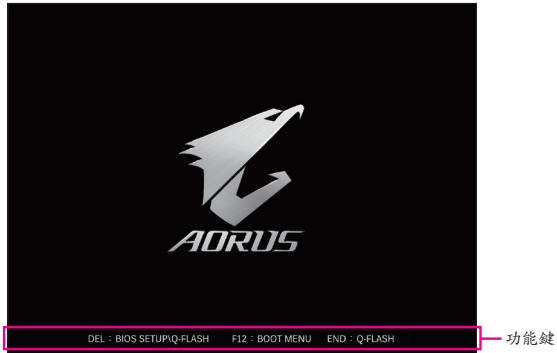 AORUS
DEL : BIOS SETUP\Q-FLASH F12 : BOOT MENU END : Q-FLASH
功能鍵